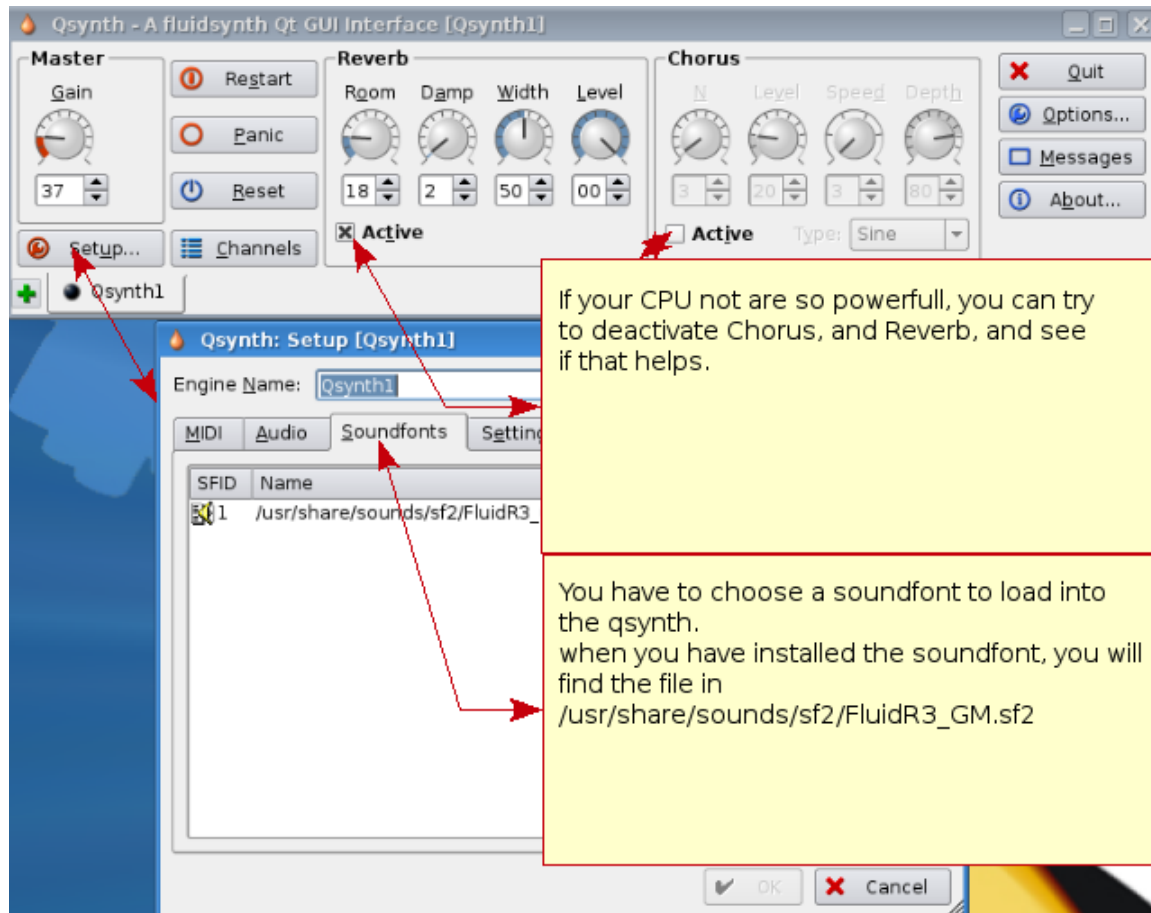 Qsynth - A fluidsynth Qt GUI Interface [Qsynth1]
Master
Gain
37
Setup...
Restart
Panic
Reset
Channels
Reverb
Room Damp Width Level
18 2 50 00
Active
Chorus
N Level Speed Depth
3 20 3 80
Active Type: Sine
Quit
Options...
Messages
About...
Qsynth1
Qsynth: Setup [Qsynth1]
Engine Name: Qsynth1
MIDI Audio Soundfonts Setting
SFID Name
1 /usr/share/sounds/sf2/FluidR3_
If your CPU not are so powerfull, you can try
to deactivate Chorus, and Reverb, and see
if that helps.
You have to choose a soundfont to load into
the qsynth.
when you have installed the soundfont, you will
find the file in
/usr/share/sounds/sf2/FluidR3_GM.sf2
OK Cancel